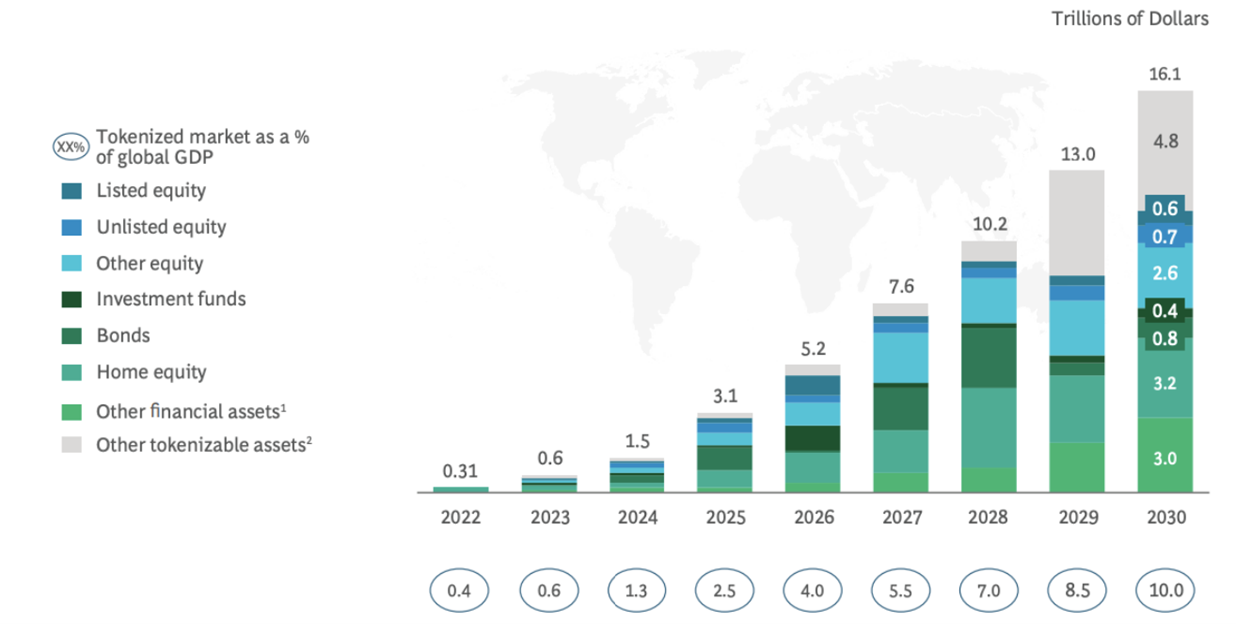 Trillions of Dollars
XX%
Tokenized market as a %
of global GDP
Listed equity
Unlisted equity
Other equity
Investment funds
Bonds
Home equity
Other financial assets¹
Other tokenizable assets²
0.31
0.6
1.5
3.1
5.2
7.6
10.2
13.0
16.1
4.8
0.6
0.7
2.6
0.4
0.8
3.2
3.0
2022 2023 2024 2025 2026 2027 2028 2029 2030
0.4 0.6 1.3 2.5 4.0 5.5 7.0 8.5 10.0